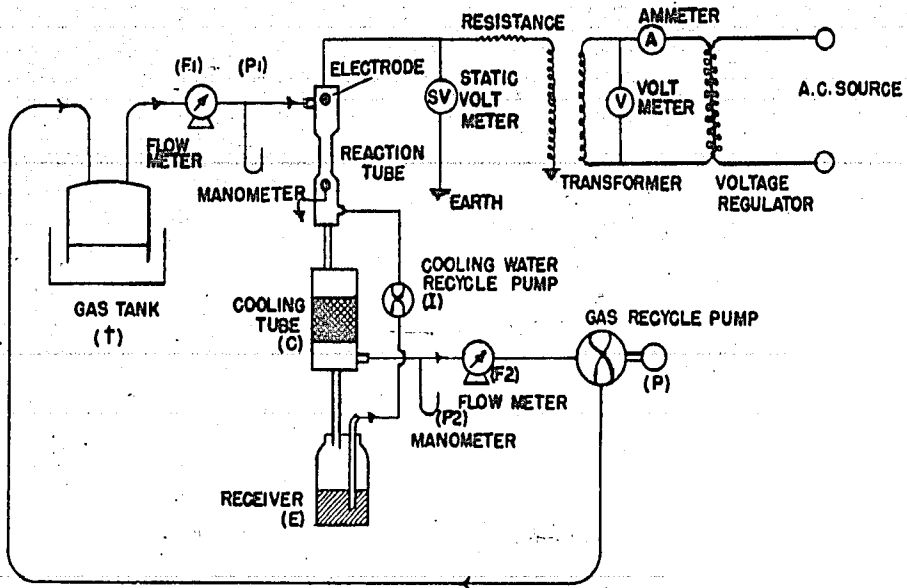 RESISTANCE
AMMETER
A
(F1)
(P1)
ELECTRODE
SV
STATIC
VOLT
METER
V
VOLT
METER
A.C. SOURCE
FLOW
METER
REACTION
TUBE
MANOMETER
EARTH
TRANSFORMER
VOLTAGE
REGULATOR
GAS TANK
(T)
COOLING
TUBE
(C)
COOLING WATER
RECYCLE PUMP
(I)
GAS RECYCLE PUMP
(P)
(F2)
FLOW METER
(P2)
MANOMETER
RECEIVER
(E)